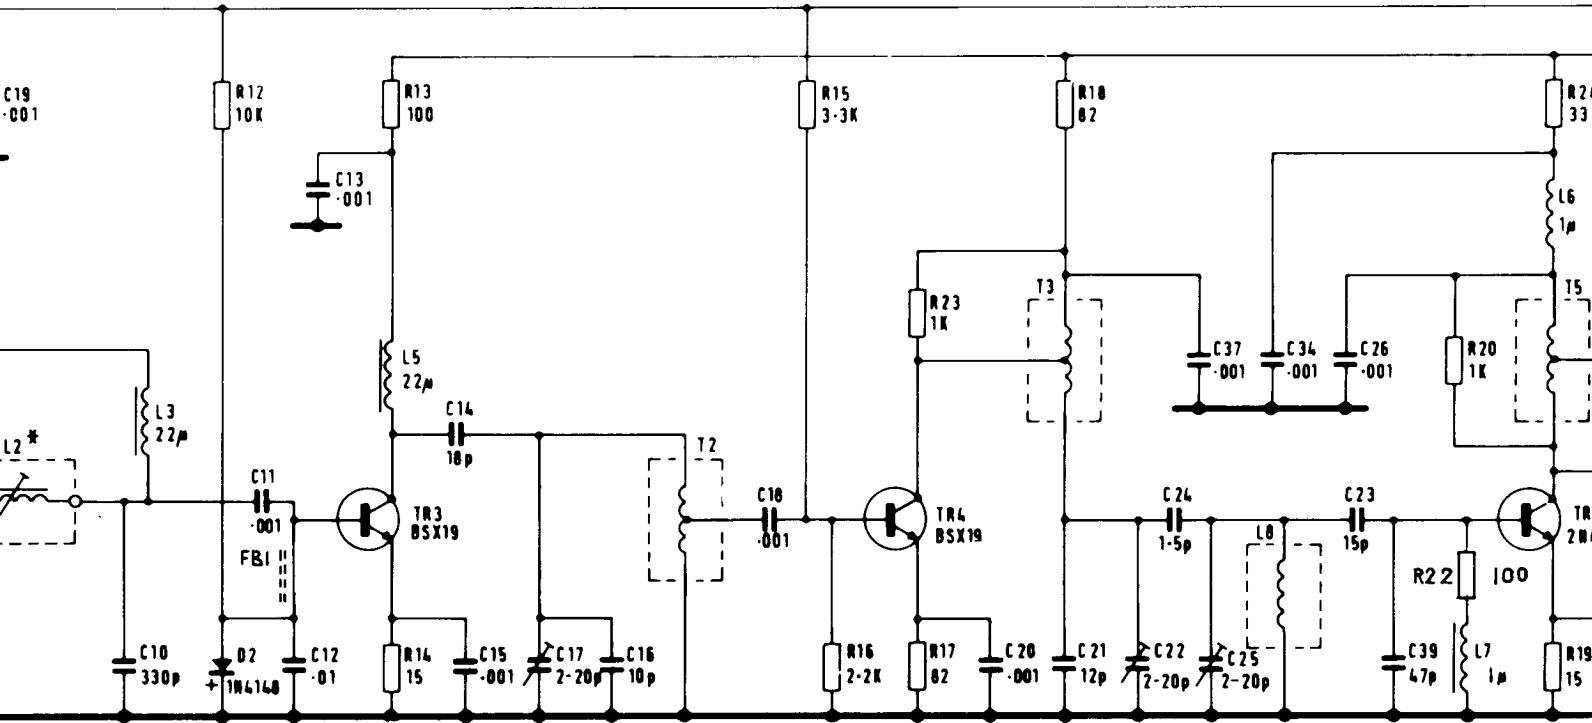 C19
·001
R12
10K
R13
100
R15
3·3K
R18
82
R2
33
C13
·001
L6
1µ
T3
T5
R23
1K
C37
·001
C34
·001
C26
·001
R20
1K
L5
22µ
L3
22µ
L2 *
C14
18p
T2
C11
·001
TR3
BSX19
C18
·001
TR4
BSX19
C24
1·5p
L8
C23
15p
TR
2N
FB1
R22 100
C10
330p
D2
+ 1N4148
C12
·01
R14
15
C15
·001
C17
2-20p
C16
10p
R16
2·2K
R17
82
C20
·001
C21
12p
C22
2-20p
C25
2-20p
C39
47p
L7
1µ
R19
15